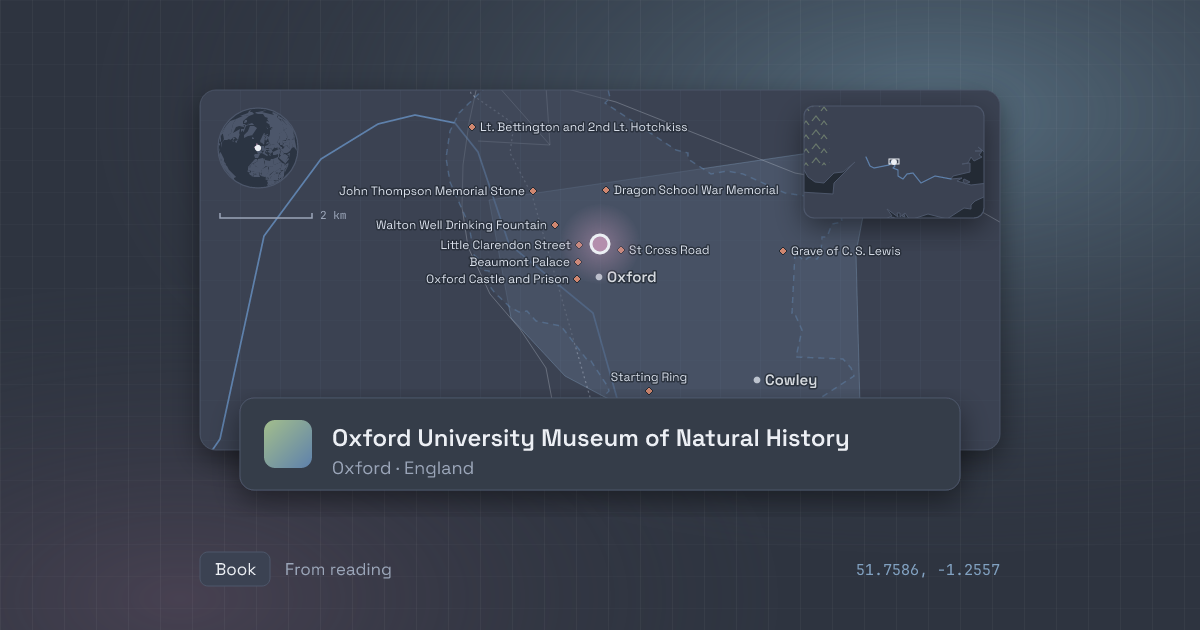 Lt. Bettington and 2nd Lt. Hotchkiss
John Thompson Memorial Stone
Dragon School War Memorial
2 km
Walton Well Drinking Fountain
Little Clarendon Street
St Cross Road
Grave of C. S. Lewis
Beaumont Palace
Oxford Castle and Prison
Oxford
Starting Ring
Cowley
Oxford University Museum of Natural History
Oxford · England
Book
From reading
51.7586, -1.2557